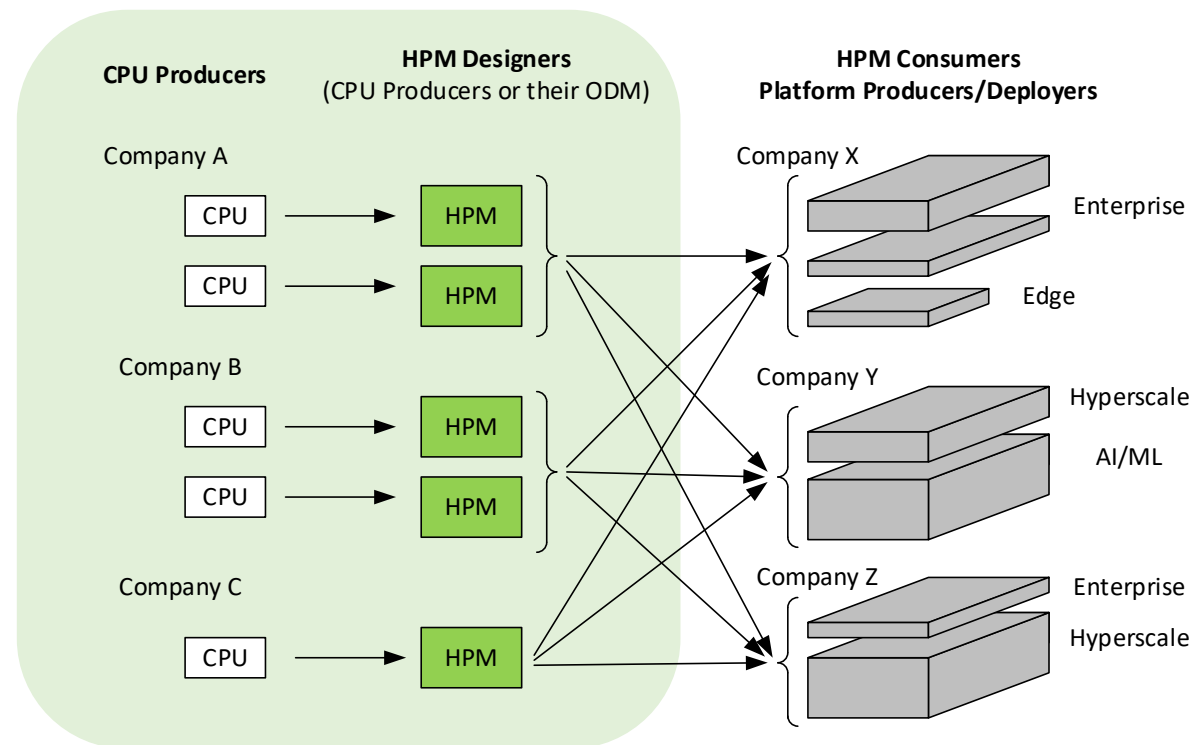 CPU Producers
HPM Designers
(CPU Producers or their ODM)
HPM Consumers
Platform Producers/Deployers
Company A
CPU
HPM
CPU
HPM
Company B
CPU
HPM
CPU
HPM
Company C
CPU
HPM
Company X
Enterprise
Edge
Company Y
Hyperscale
AI/ML
Company Z
Enterprise
Hyperscale